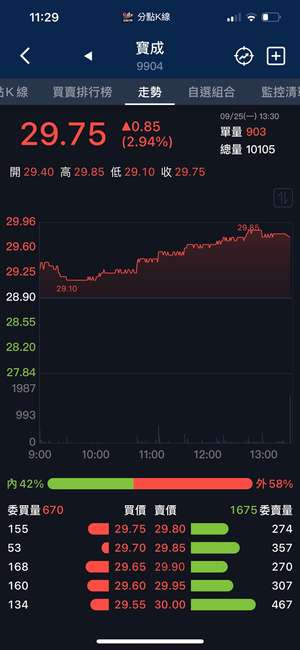 11:29 分點K線
寶成
9904
點K線 買賣排行榜 走勢 自選組合 監控清單
29.75 ▲0.85 (2.94%)
09/25(一) 13:30
單量 903
總量 10105
開 29.40 高 29.85 低 29.10 收 29.75
29.96
29.85
29.60
29.25
29.10
28.90
28.55
28.20
27.84
1987
993
0
9:00 10:00 11:00 12:00 13:00
內 42% 外 58%
委買量 670 買價 賣價 1675 委賣量
155 29.75 29.80 274
53 29.70 29.85 357
168 29.65 29.90 270
160 29.60 29.95 307
134 29.55 30.00 467